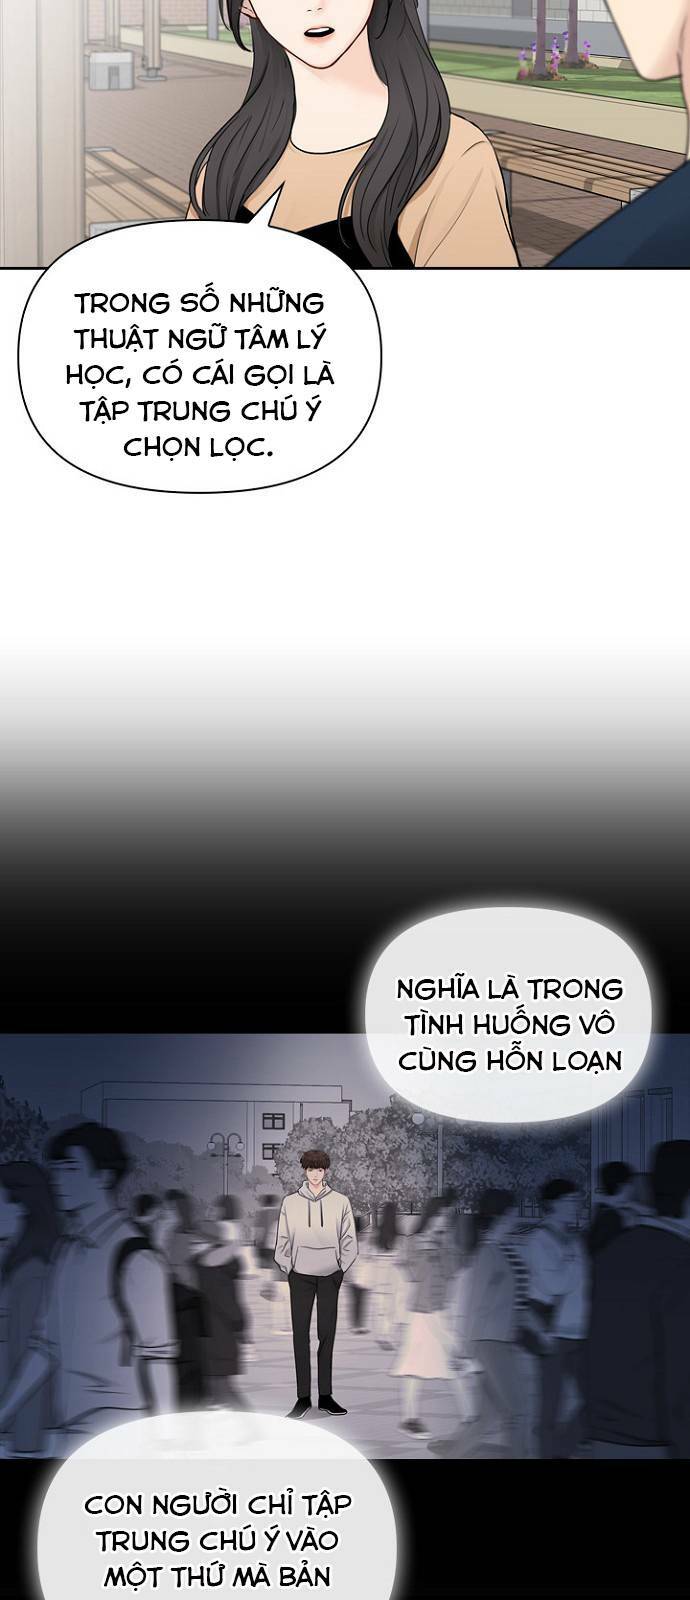 TRONG SỐ NHỮNG
THUẬT NGỮ TÂM LÝ
HỌC, CÓ CÁI GỌI LÀ
TẬP TRUNG CHÚ Ý
CHỌN LỌC.
NGHĨA LÀ TRONG
TÌNH HUỐNG VÔ
CÙNG HỖN LOẠN
CON NGƯỜI CHỈ TẬP
TRUNG CHÚ Ý VÀO
MỘT THỨ MÀ BẢN